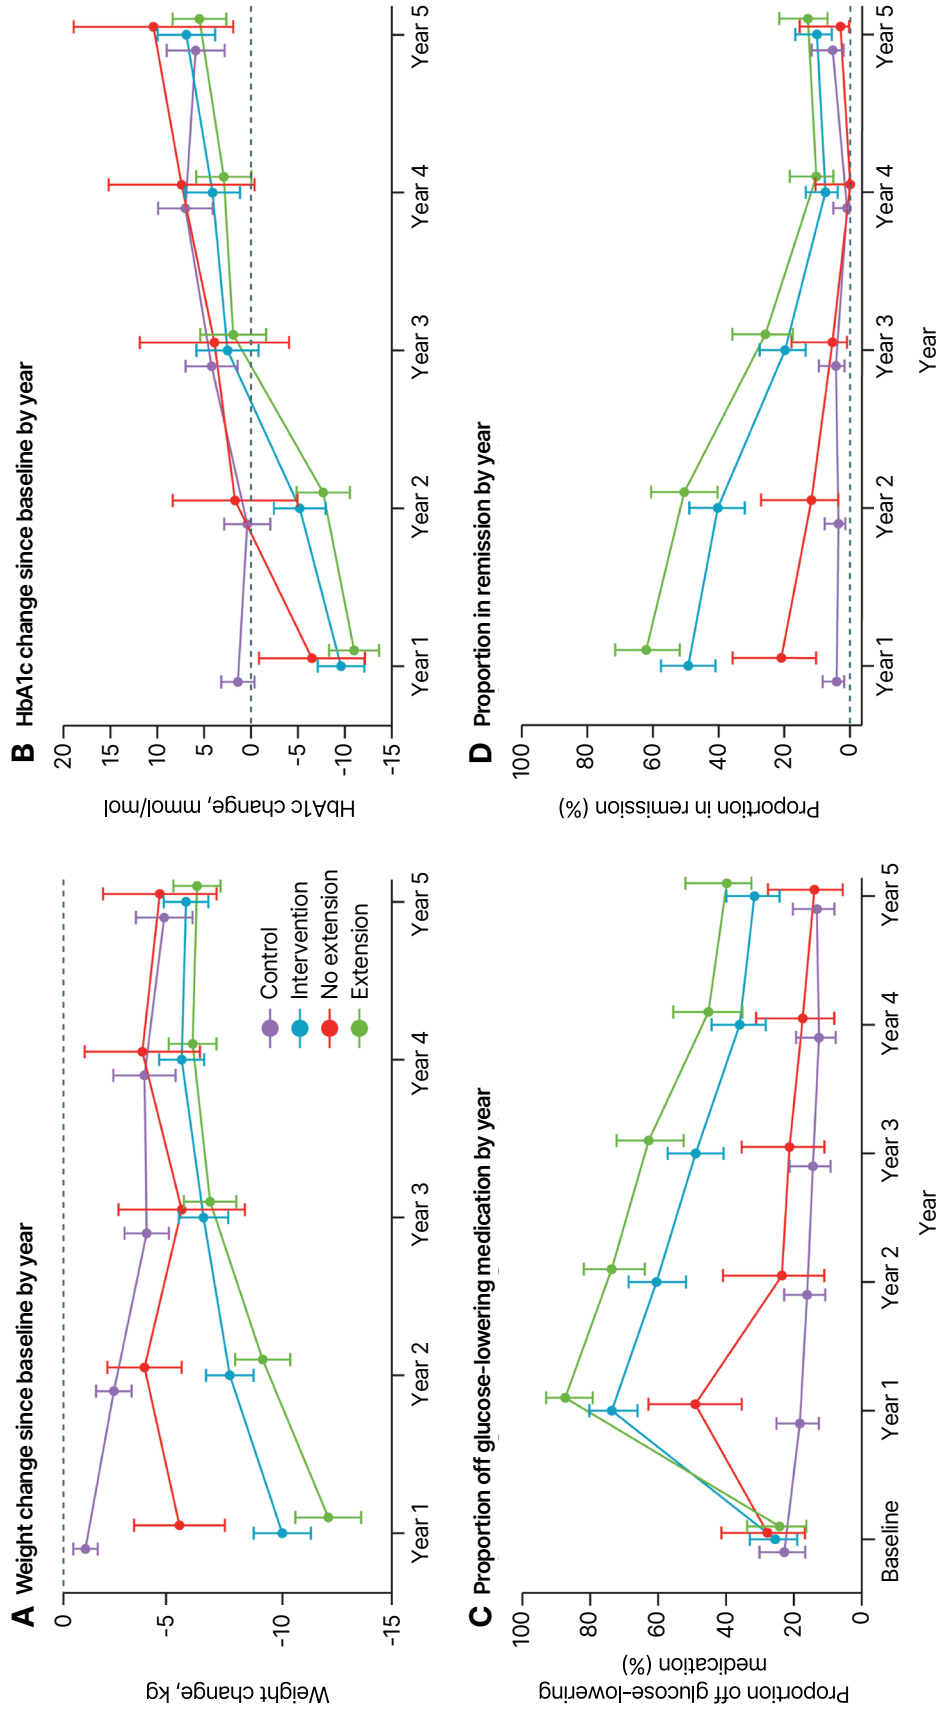 A Weight change since baseline by year
Weight change, kg
0
-5
-10
-15
Year 1
Year 2
Year 3
Year 4
Year 5
Control
Intervention
No extension
Extension
B HbA1c change since baseline by year
HbA1c change, mmol/mol
20
15
10
5
0
-5
-10
-15
Year 1
Year 2
Year 3
Year 4
Year 5
C Proportion off glucose-lowering medication by year
Proportion off glucose-lowering
medication (%)
100
80
60
40
20
0
Baseline
Year 1
Year 2
Year 3
Year 4
Year 5
Year
D Proportion in remission by year
Proportion in remission (%)
100
80
60
40
20
0
Year 1
Year 2
Year 3
Year 4
Year 5
Year